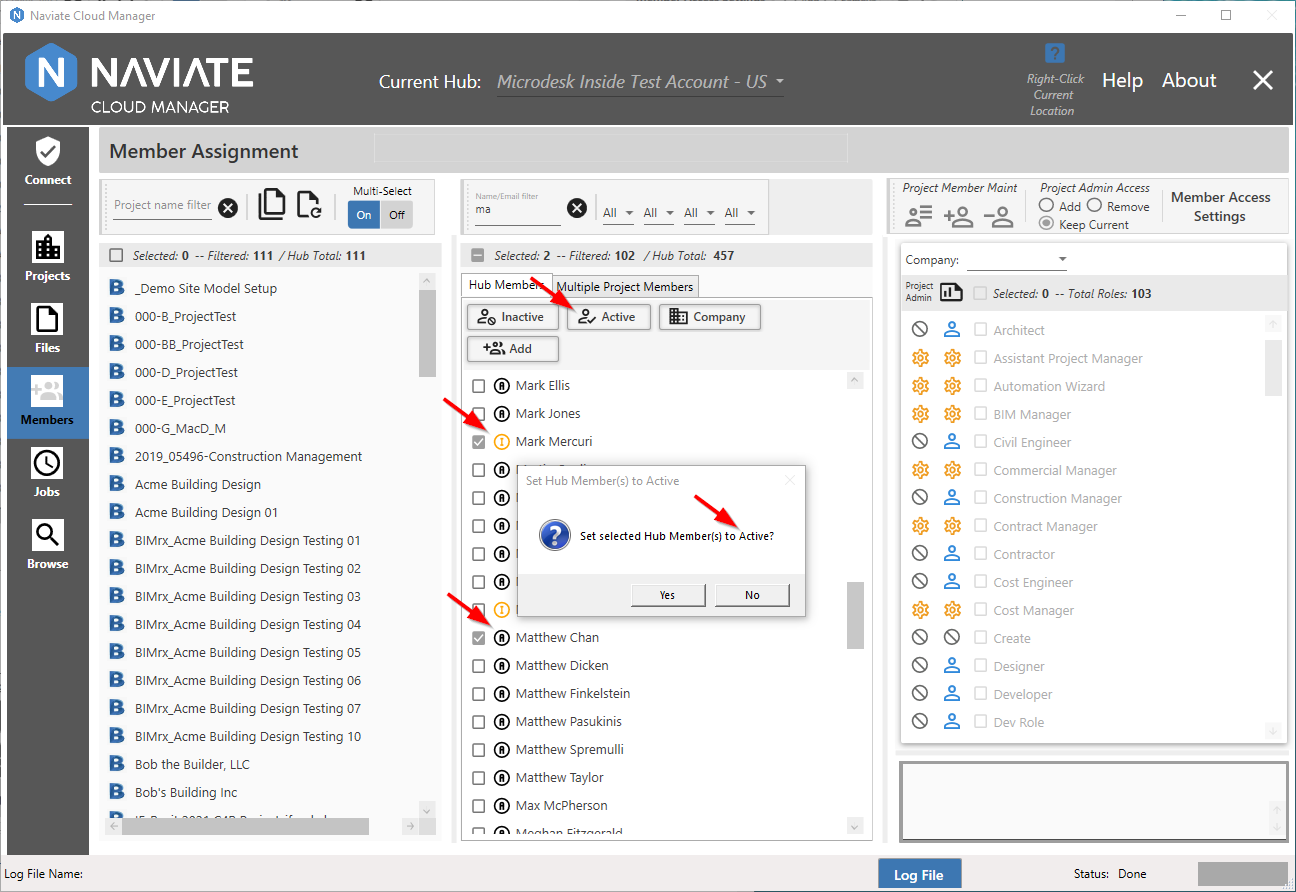 Naviate Cloud Manager
NAVIATE
CLOUD MANAGER
Current Hub: Microdesk Inside Test Account - US
?
Right-Click
Current
Location
Help
About
Connect
Projects
Files
Members
Jobs
Browse
Member Assignment
Project name filter
Multi-Select
On
Off
Selected: 0 -- Filtered: 111 / Hub Total: 111
B _Demo Site Model Setup
B 000-B_ProjectTest
B 000-BB_ProjectTest
B 000-D_ProjectTest
B 000-E_ProjectTest
B 000-G_MacD_M
B 2019_05496-Construction Management
B Acme Building Design
B Acme Building Design 01
B BIMrx_Acme Building Design Testing 01
B BIMrx_Acme Building Design Testing 02
B BIMrx_Acme Building Design Testing 03
B BIMrx_Acme Building Design Testing 04
B BIMrx_Acme Building Design Testing 05
B BIMrx_Acme Building Design Testing 06
B BIMrx_Acme Building Design Testing 07
B BIMrx_Acme Building Design Testing 10
B Bob the Builder, LLC
B Bob's Building Inc
Name/Email filter
ma
All
All
All
All
Selected: 2 -- Filtered: 102 / Hub Total: 457
Hub Members
Multiple Project Members
Inactive
Active
Company
Add
A Mark Ellis
A Mark Jones
I Mark Mercuri
Set Hub Member(s) to Active
? Set selected Hub Member(s) to Active?
Yes
No
A Matthew Chan
A Matthew Dicken
A Matthew Finkelstein
A Matthew Pasukinis
A Matthew Spremulli
A Matthew Taylor
A Max McPherson
A Meghan Fitzgerald
Project Member Maint
Project Admin Access
Add
Remove
Keep Current
Member Access
Settings
Company:
Project
Admin
Selected: 0 -- Total Roles: 103
Architect
Assistant Project Manager
Automation Wizard
BIM Manager
Civil Engineer
Commercial Manager
Construction Manager
Contract Manager
Contractor
Cost Engineer
Cost Manager
Create
Designer
Developer
Dev Role
Log File Name:
Log File
Status: Done